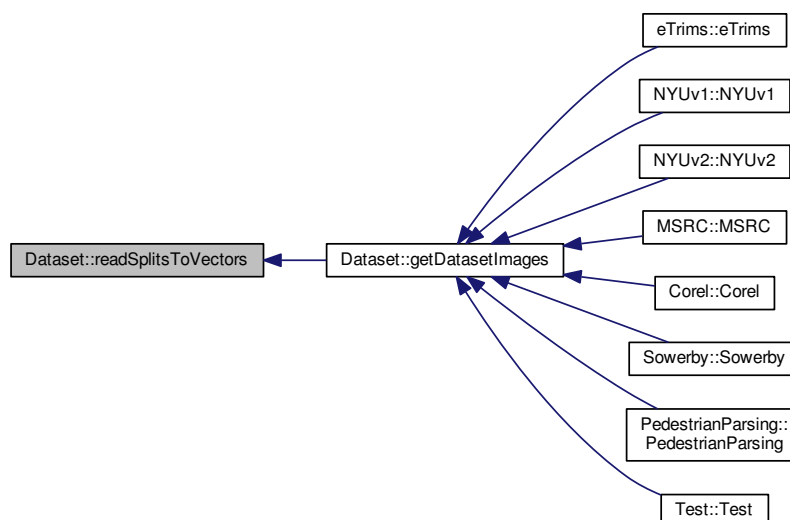 eTrims::eTrims
NYUv1::NYUv1
NYUv2::NYUv2
MSRC::MSRC
Dataset::readSplitsToVectors
Dataset::getDatasetImages
Corel::Corel
Sowerby::Sowerby
PedestrianParsing::
PedestrianParsing
Test::Test